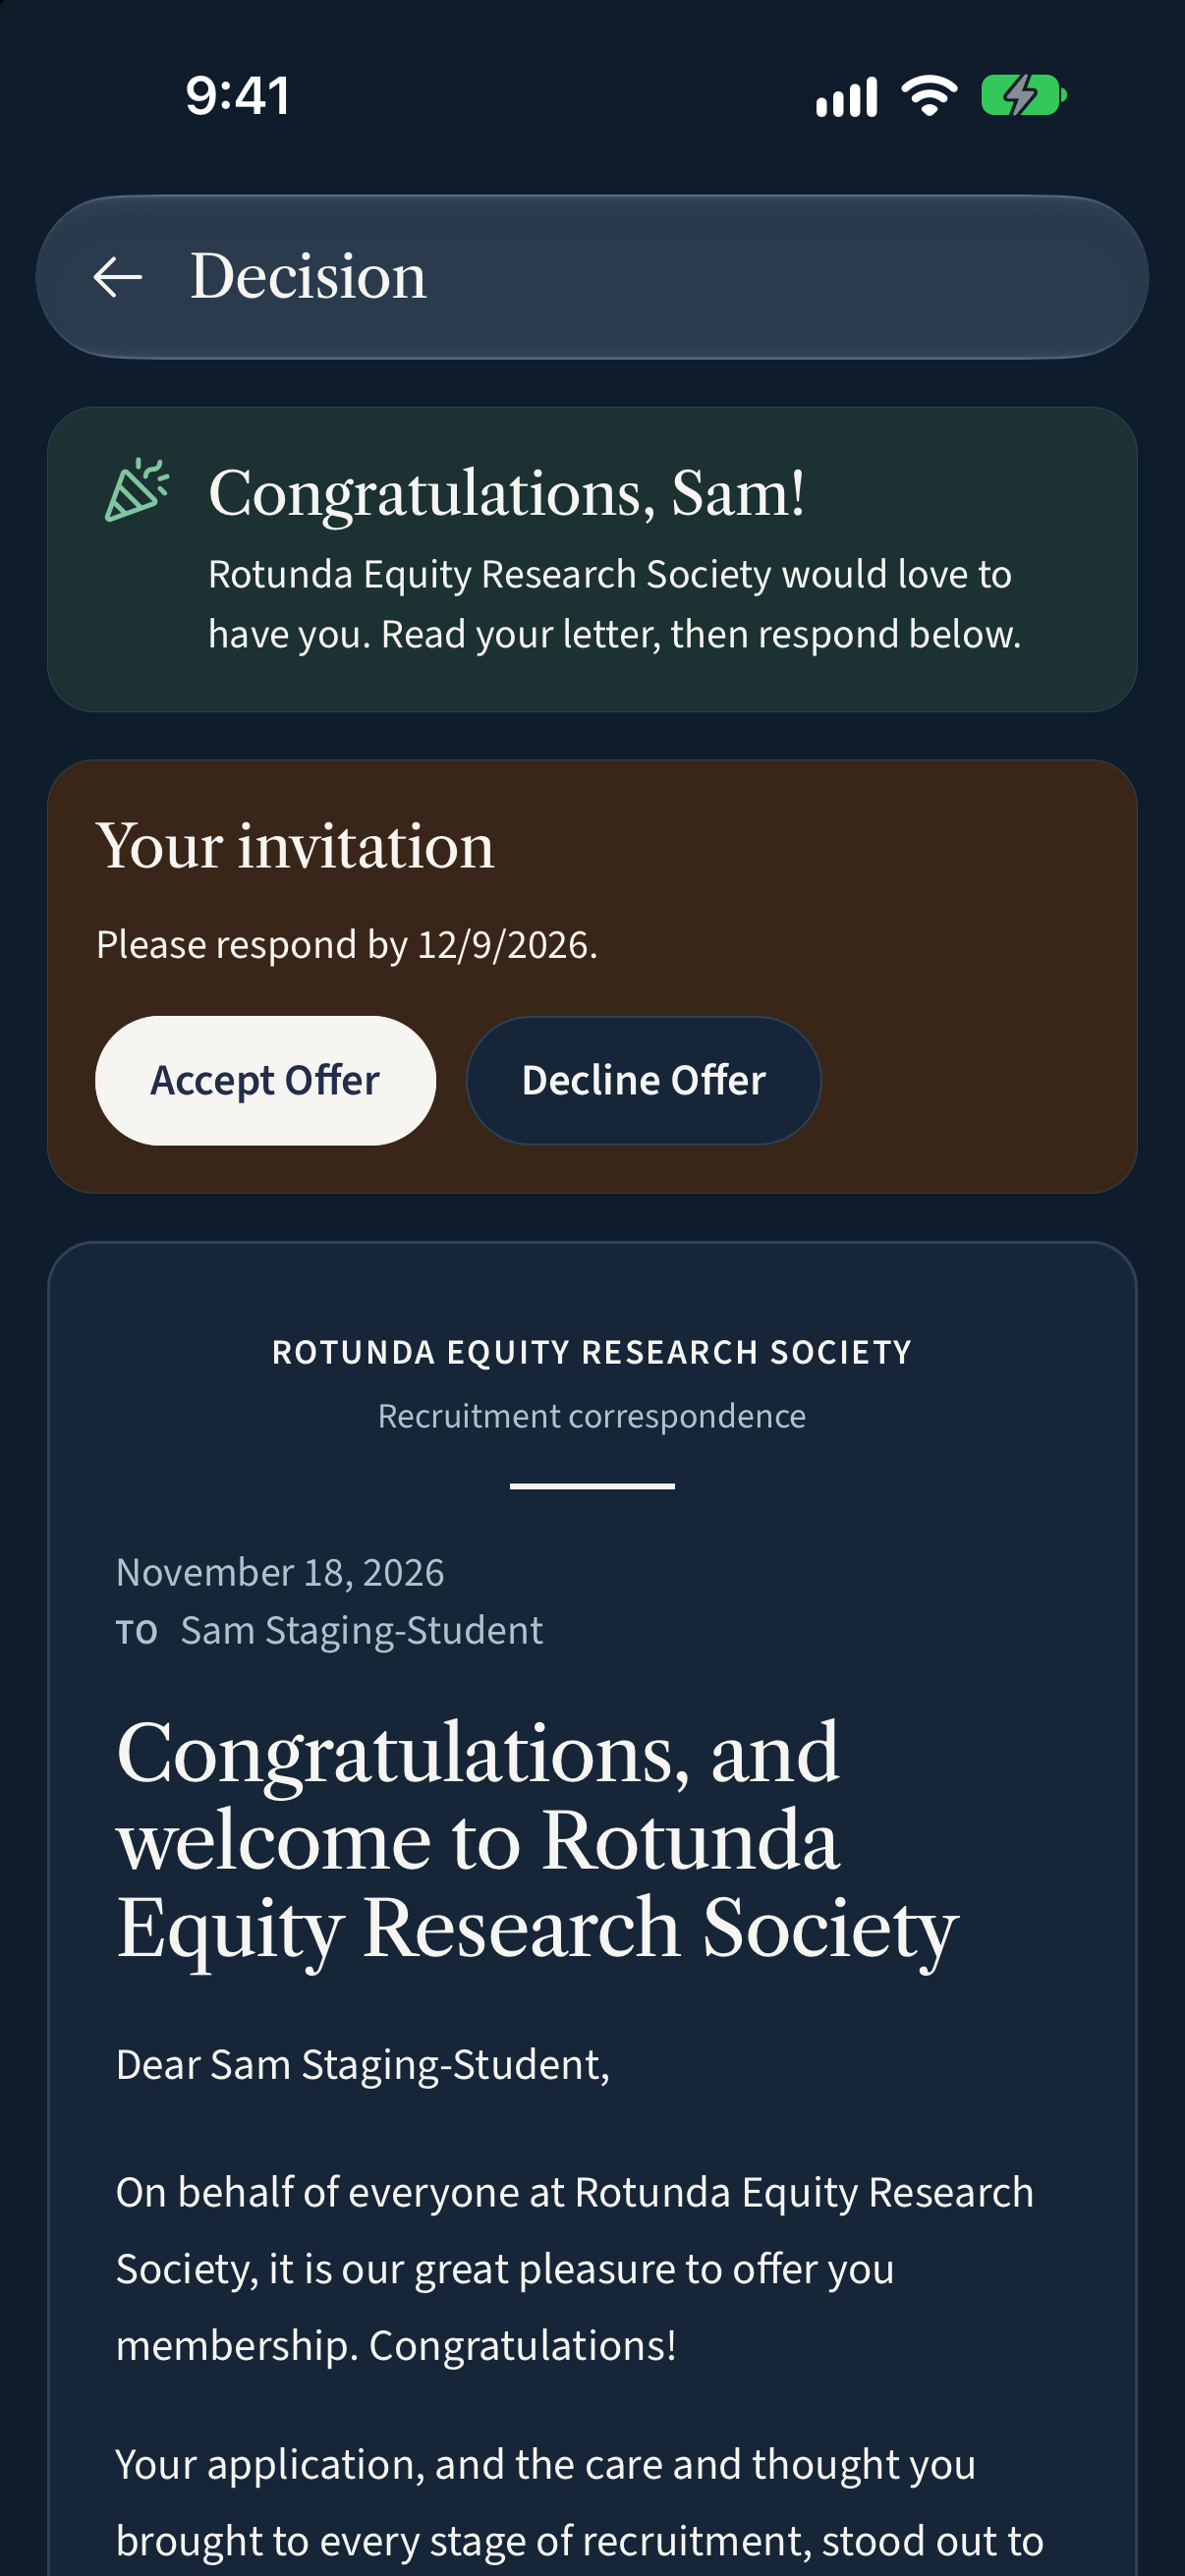 9:41
Decision
Congratulations, Sam!
Rotunda Equity Research Society would love to
have you. Read your letter, then respond below.
Your invitation
Please respond by 12/9/2026.
Accept Offer
Decline Offer
ROTUNDA EQUITY RESEARCH SOCIETY
Recruitment correspondence
November 18, 2026
TO Sam Staging-Student
Congratulations, and
welcome to Rotunda
Equity Research Society
Dear Sam Staging-Student,
On behalf of everyone at Rotunda Equity Research
Society, it is our great pleasure to offer you
membership. Congratulations!
Your application, and the care and thought you
brought to every stage of recruitment, stood out to